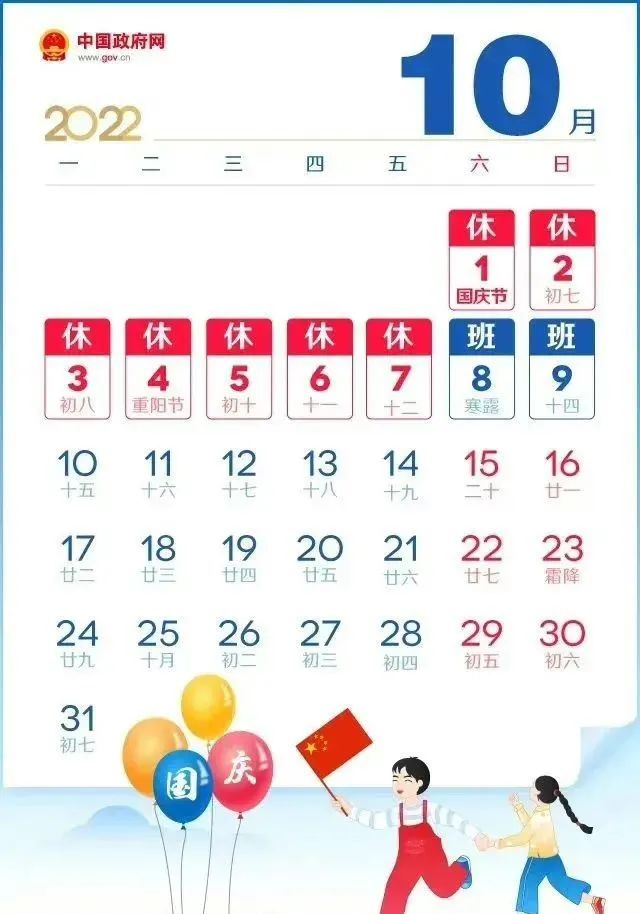 中国政府网
www.gov.cn
10月
2022
一 二 三 四 五 六 日
休 休
1 2
国庆节 初七
休 休 休 休 休 班 班
3 4 5 6 7 8 9
初八 重阳节 初十 十一 十二 寒露 十四
10 11 12 13 14 15 16
十五 十六 十七 十八 十九 二十 廿一
17 18 19 20 21 22 23
廿二 廿三 廿四 廿五 廿六 廿七 霜降
24 25 26 27 28 29 30
廿九 十月 初二 初三 初四 初五 初六
31
初七
国 庆